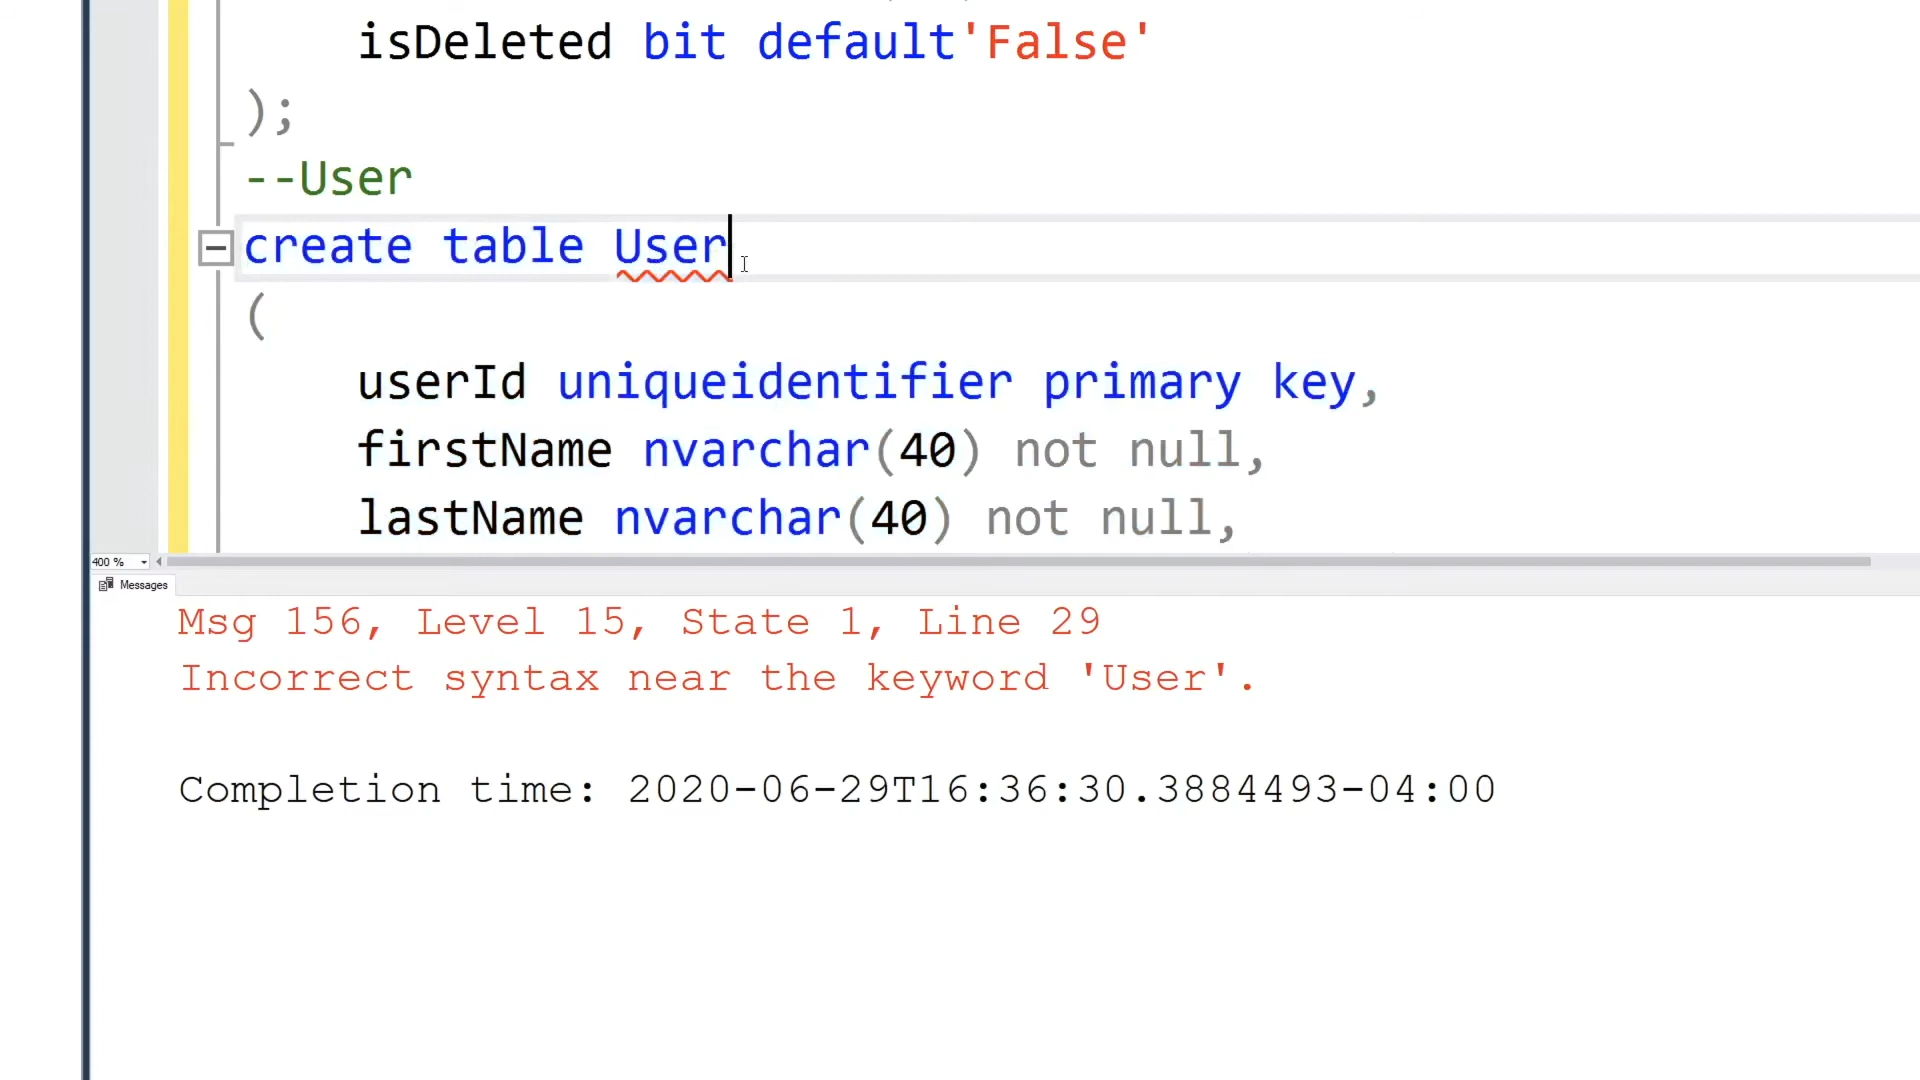 isDeleted bit default'False'
);
--User
create table User
(
userId uniqueidentifier primary key,
firstName nvarchar(40) not null,
lastName nvarchar(40) not null,
400 %
Messages
Msg 156, Level 15, State 1, Line 29
Incorrect syntax near the keyword 'User'.
Completion time: 2020-06-29T16:36:30.3884493-04:00